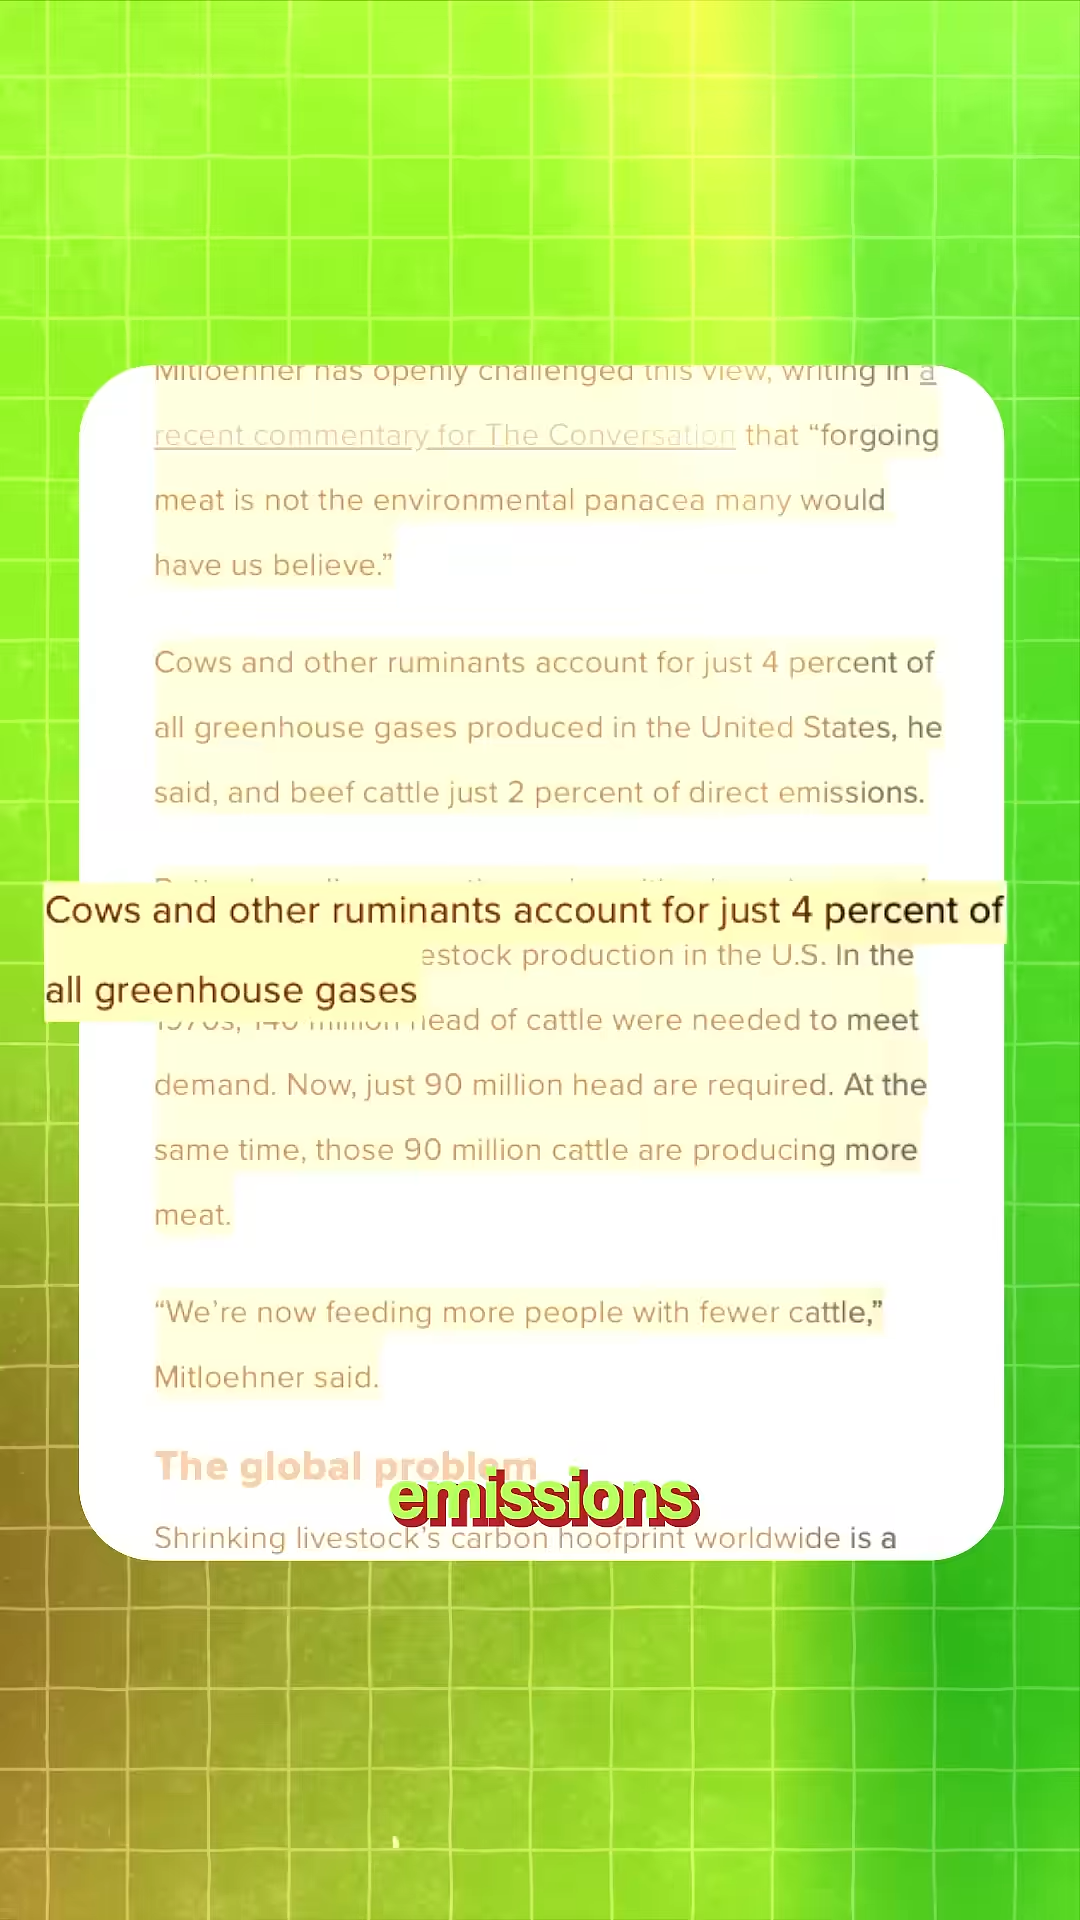 Mitloehner has openly challenged this view, writing in a
recent commentary for The Conversation that “forgoing
meat is not the environmental panacea many would
have us believe.”
Cows and other ruminants account for just 4 percent of
all greenhouse gases produced in the United States, he
said, and beef cattle just 2 percent of direct emissions.
Cows and other ruminants account for just 4 percent of
estock production in the U.S. In the
all greenhouse gases
1970s, 140 million head of cattle were needed to meet
demand. Now, just 90 million head are required. At the
same time, those 90 million cattle are producing more
meat.
“We’re now feeding more people with fewer cattle,”
Mitloehner said.
The global problem
emissions
Shrinking livestock’s carbon hoofprint worldwide is a